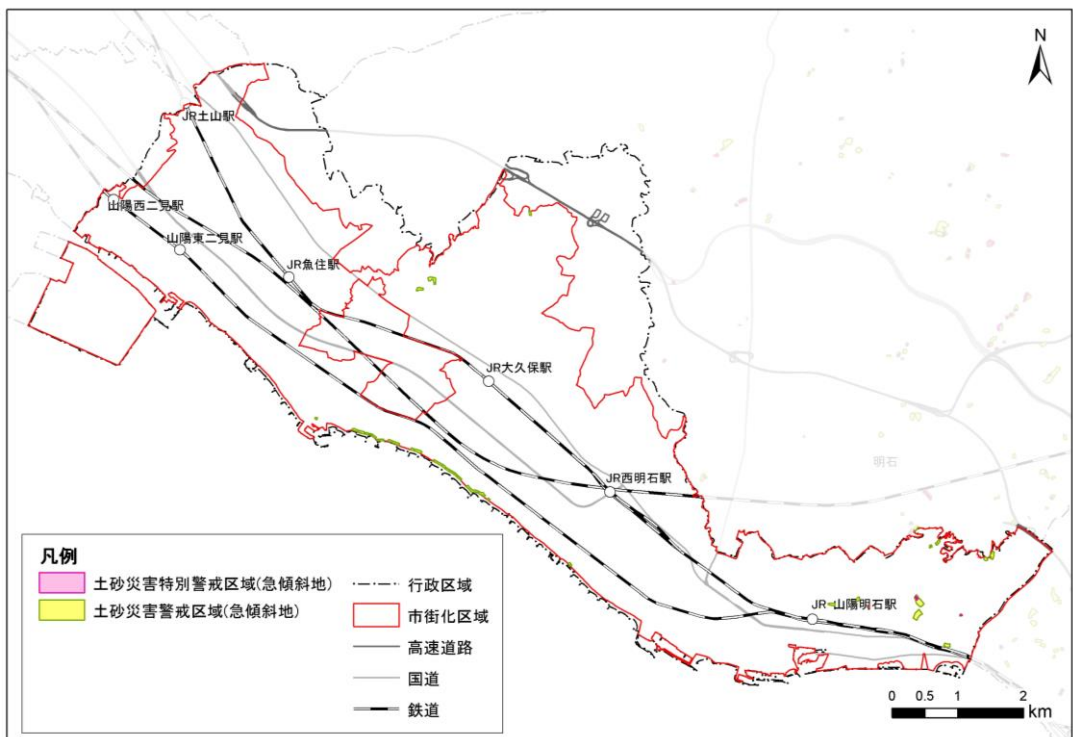 N
JR土山駅
山陽西二見駅
山陽東二見駅
JR魚住駅
JR大久保駅
明石
JR西明石駅
JR・山陽明石駅
凡例
土砂災害特別警戒区域(急傾斜地)
土砂災害警戒区域(急傾斜地)
行政区域
市街化区域
高速道路
国道
鉄道
0 0.5 1 2
km